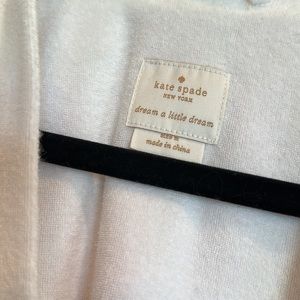 kate spade
NEW YORK
dream a little dream
made in china